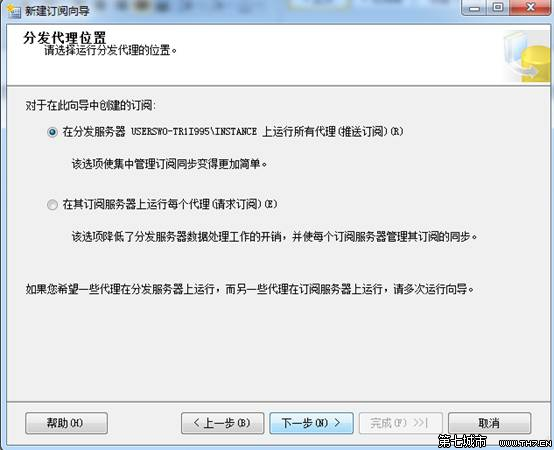 新建订阅向导
分发代理位置
请选择运行分发代理的位置。
对于在此向导中创建的订阅:
在分发服务器 USERSWO-TR1I995\INSTANCE 上运行所有代理(推送订阅)(R)
该选项使集中管理订阅同步变得更加简单。
在其订阅服务器上运行每个代理(请求订阅)(E)
该选项降低了分发服务器数据处理工作的开销，并使每个订阅服务器管理其订阅的同步。
如果您希望一些代理在分发服务器上运行，而另一些代理在订阅服务器上运行，请多次运行向导。
帮助(H) < 上一步(B) 下一步(N) > 完成(F) >>| 取消
第七城市 WWW.TH7.CN